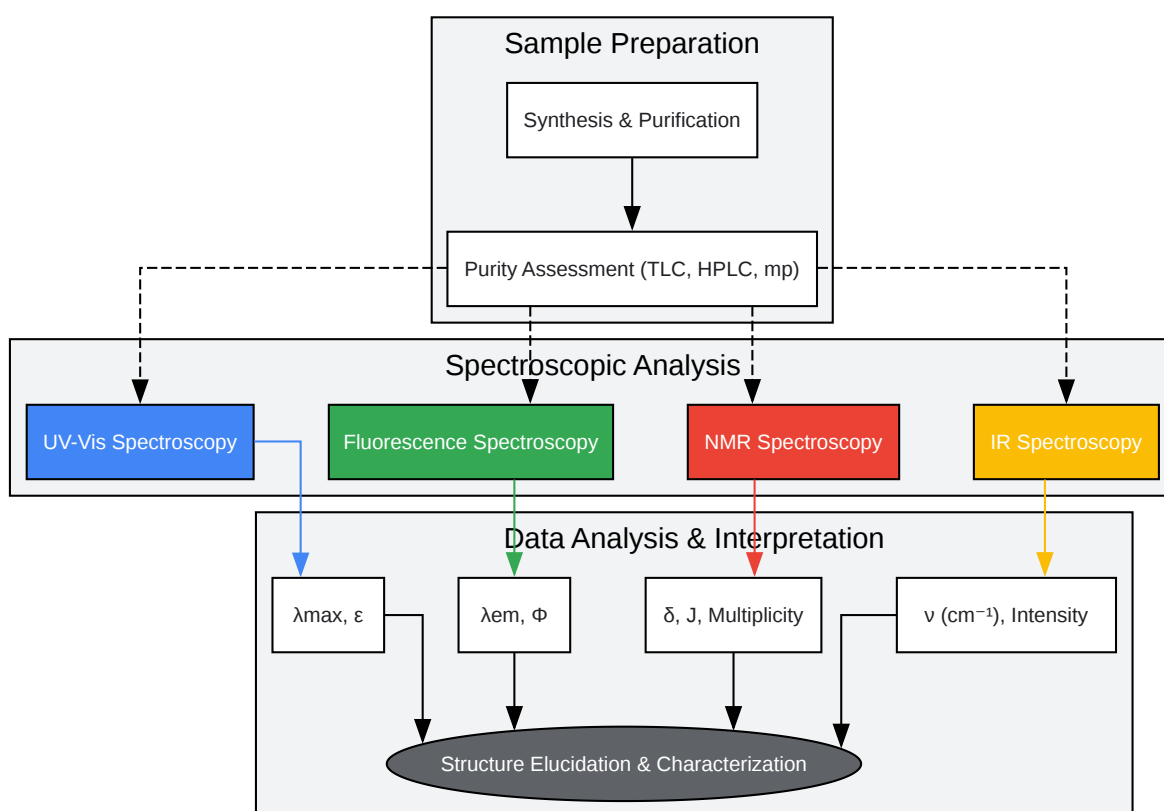 Sample Preparation
Synthesis & Purification
Purity Assessment (TLC, HPLC, mp)
Spectroscopic Analysis
UV-Vis Spectroscopy
Fluorescence Spectroscopy
NMR Spectroscopy
IR Spectroscopy
Data Analysis & Interpretation
λmax, ε
λem, Φ
δ, J, Multiplicity
ν (cm⁻¹), Intensity
Structure Elucidation & Characterization